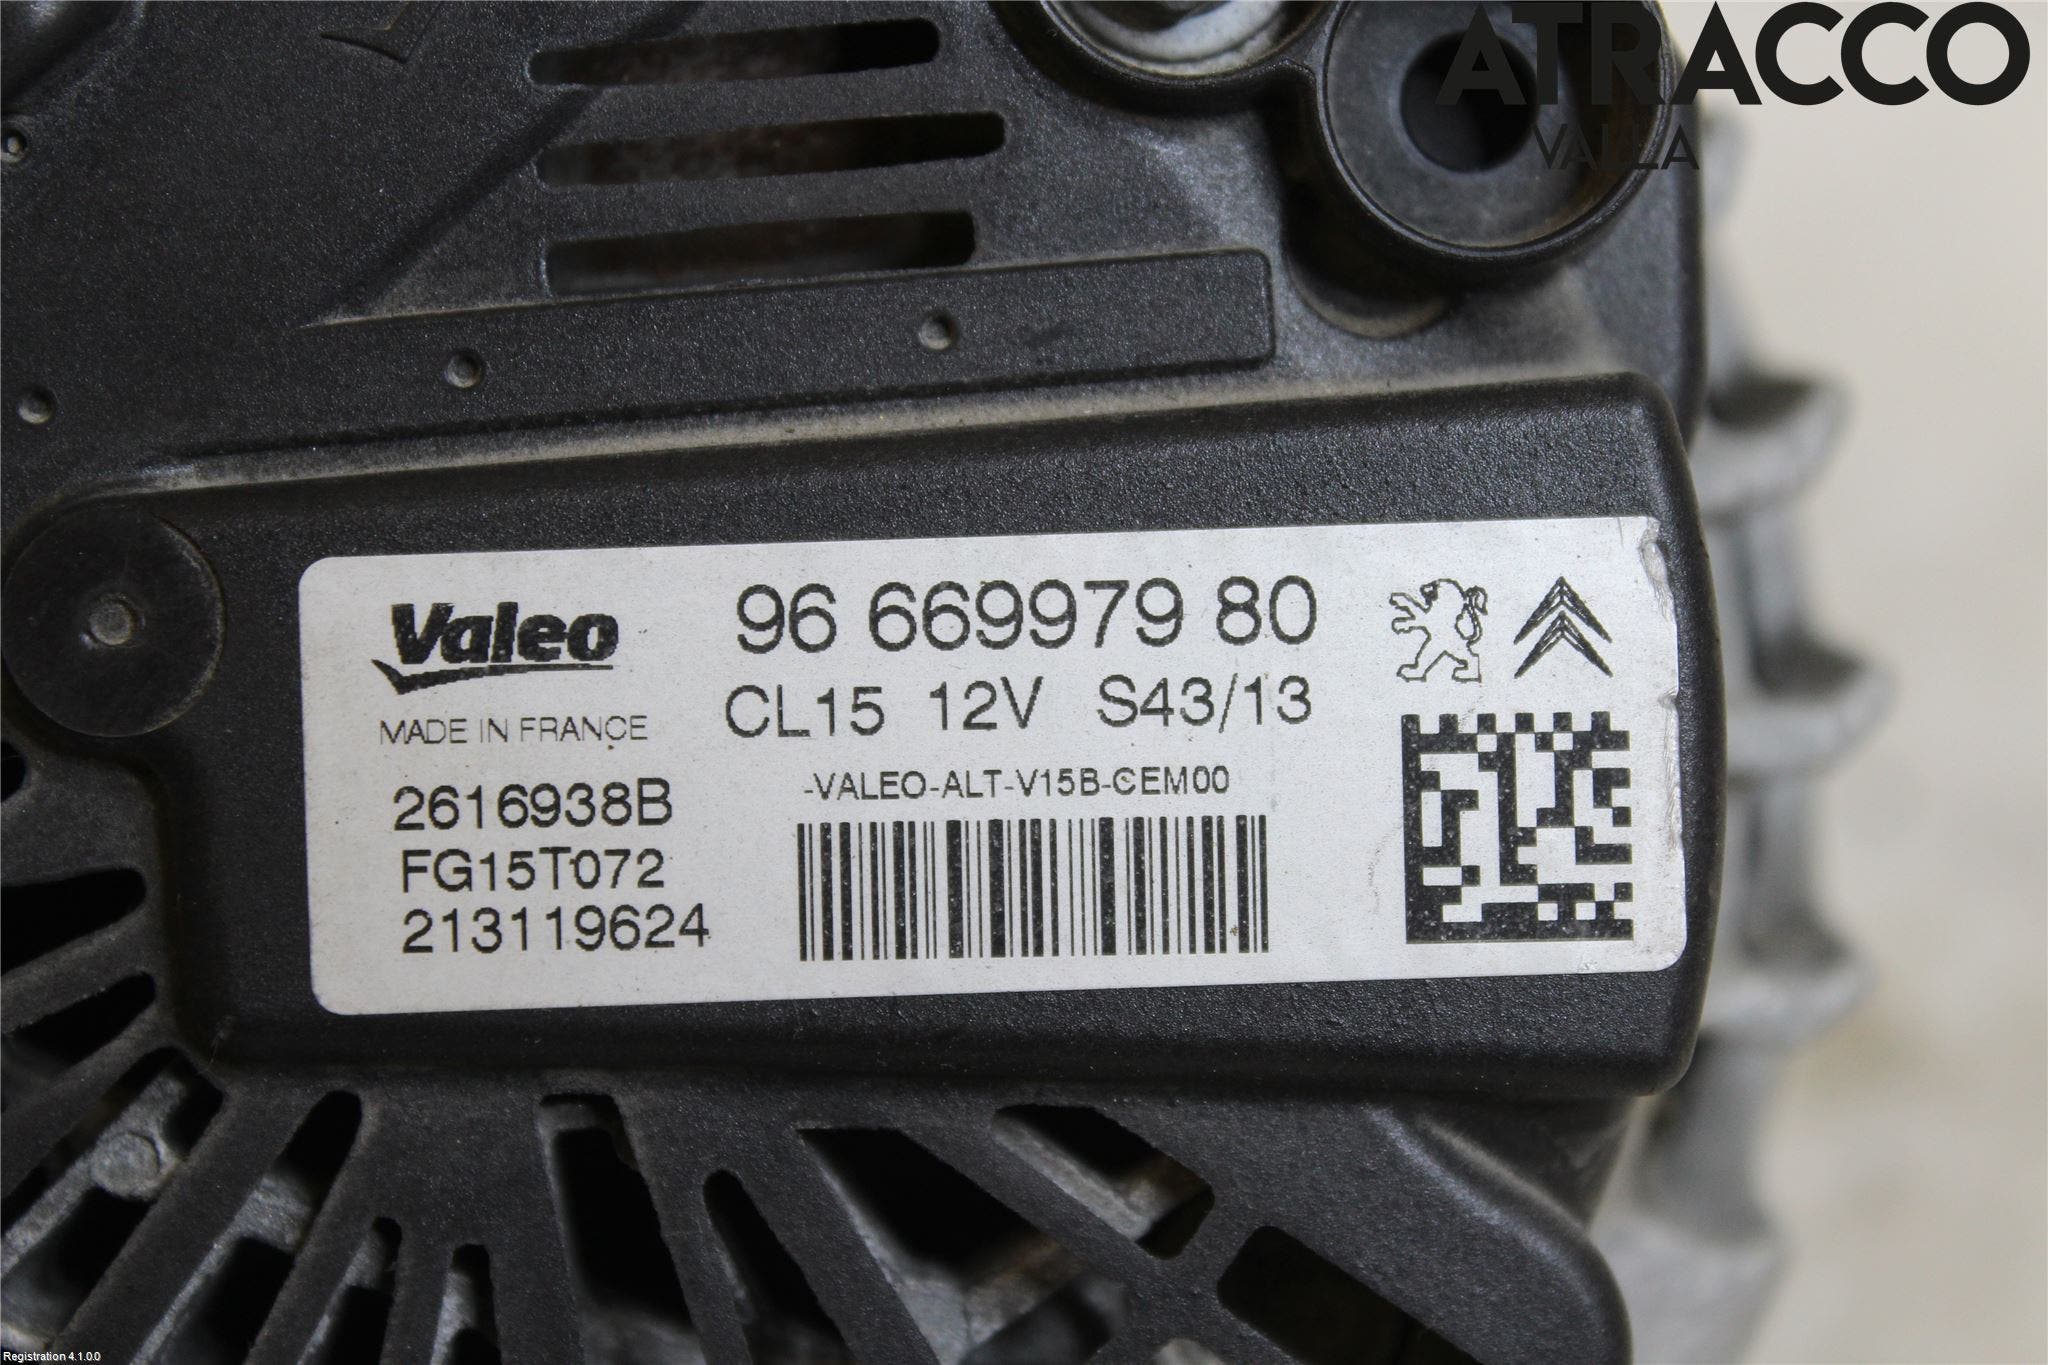 ATRACCO
VALLA
Valeo
MADE IN FRANCE
96 669979 80
CL15 12V S43/13
-VALEO-ALT-V15B-CEM00
2616938B
FG15T072
213119624
Registration 4.1.0.0